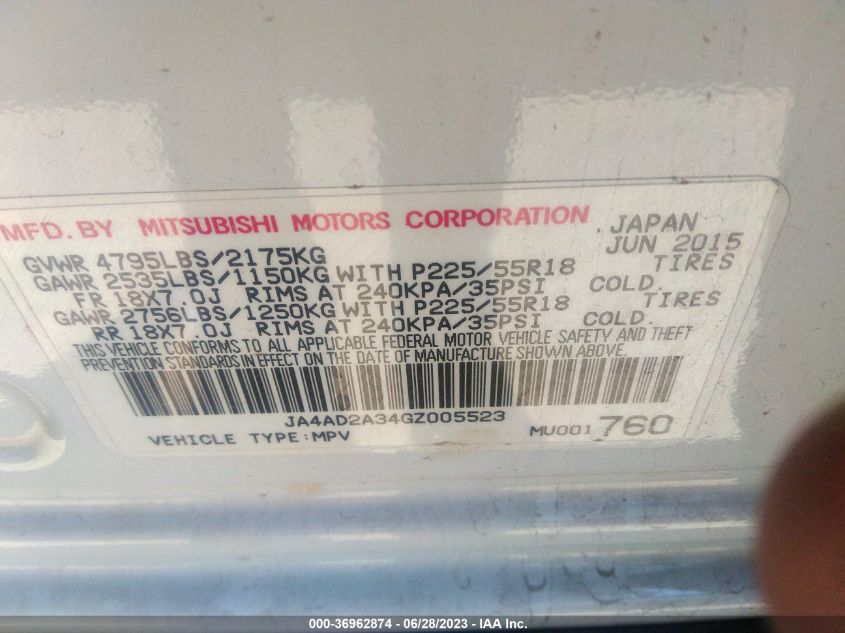 MFD. BY MITSUBISHI MOTORS CORPORATION , JAPAN
GVWR 4795LBS/2175KG JUN 2015
GAWR 2535LBS/1150KG WITH P225/55R18 TIRES
FR 18X7.0J RIMS AT 240KPA/35PSI COLD.
GAWR 2756LBS/1250KG WITH P225/55R18 TIRES
RR 18X7.0J RIMS AT 240KPA/35PSI COLD.
THIS VEHICLE CONFORMS TO ALL APPLICABLE FEDERAL MOTOR VEHICLE SAFETY AND THEFT
PREVENTION STANDARDS IN EFFECT ON THE DATE OF MANUFACTURE SHOWN ABOVE.
JA4AD2A34GZ005523
VEHICLE TYPE:MPV MU001 760
000-36962874 - 06/28/2023 - IAA Inc.